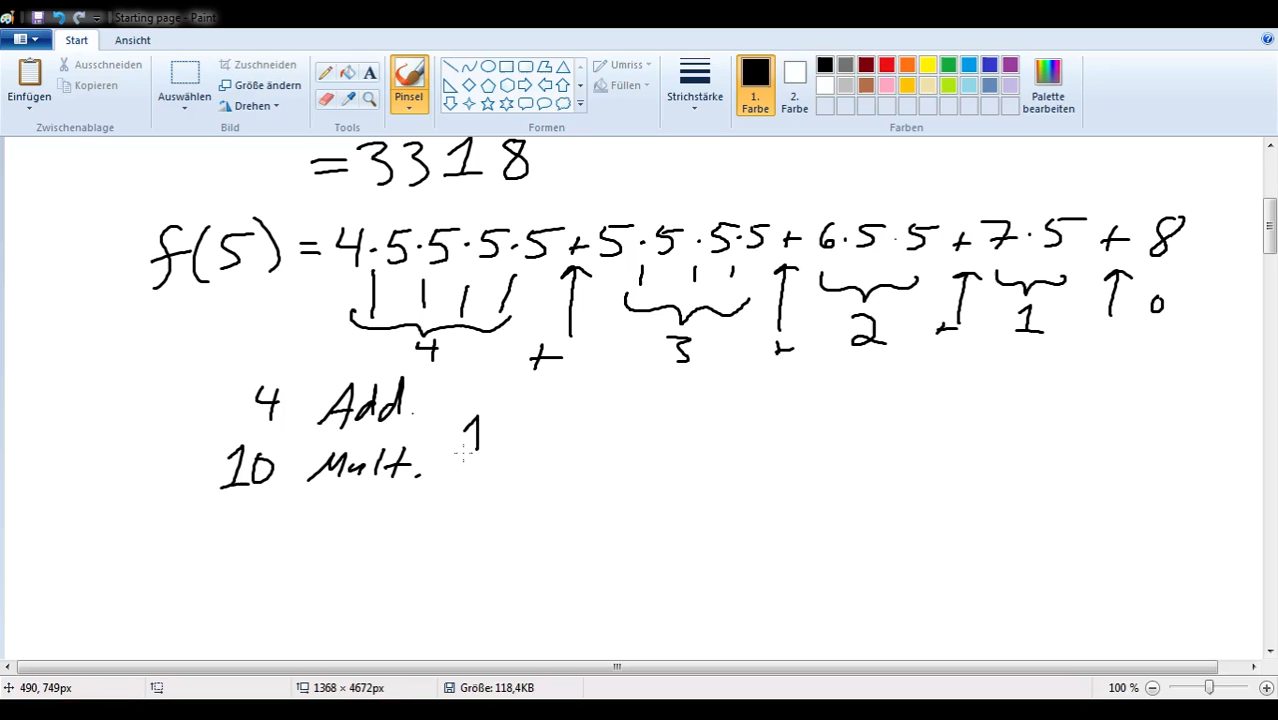 Starting page - Paint
Start Ansicht
Einfügen
Ausschneiden
Kopieren
Zwischenablage
Auswählen
Zuschneiden
Größe ändern
Drehen
Bild
A
Tools
Pinsel
Formen
Umriss
Füllen
Strichstärke
1.
Farbe
2.
Farbe
Farben
Palette
bearbeiten
=3318
f(5) = 4·5·5·5·5+5·5·5·5+6·5·5+7·5+8
4 + 3 + 2 + 1 0
4 Add.
10 Mult. 1
490, 749px
1368 × 4672px
Größe: 118,4KB
100 %